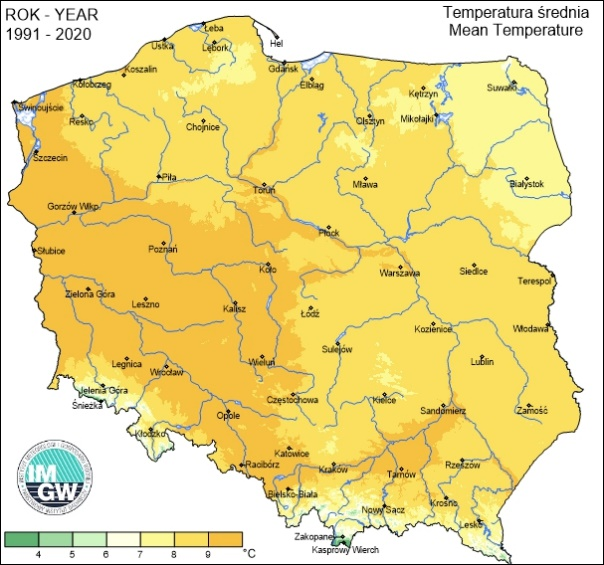 ROK - YEAR
1991 - 2020
Temperatura średnia
Mean Temperature
Łeba
Ustka
Lębork
Hel
Koszalin
Gdańsk
Kołobrzeg
Elbląg
Kętrzyn
Suwałki
Świnoujście
Resko
Chojnice
Olsztyn
Mikołajki
Szczecin
Piła
Toruń
Mława
Białystok
Gorzów Wlkp.
Płock
Słubice
Poznań
Koło
Warszawa
Siedlce
Terespol
Zielona Góra
Leszno
Kalisz
Łódź
Kozienice
Włodawa
Sulejów
Legnica
Wrocław
Wieluń
Lublin
Jelenia Góra
Śnieżka
Częstochowa
Kielce
Sandomierz
Zamość
Kłodzko
Opole
Katowice
Racibórz
Kraków
Tarnów
Rzeszów
Bielsko-Biała
Nowy Sącz
Krosno
Lesko
Zakopane
Kasprowy Wierch
IM
GW
4 5 6 7 8 9 °C